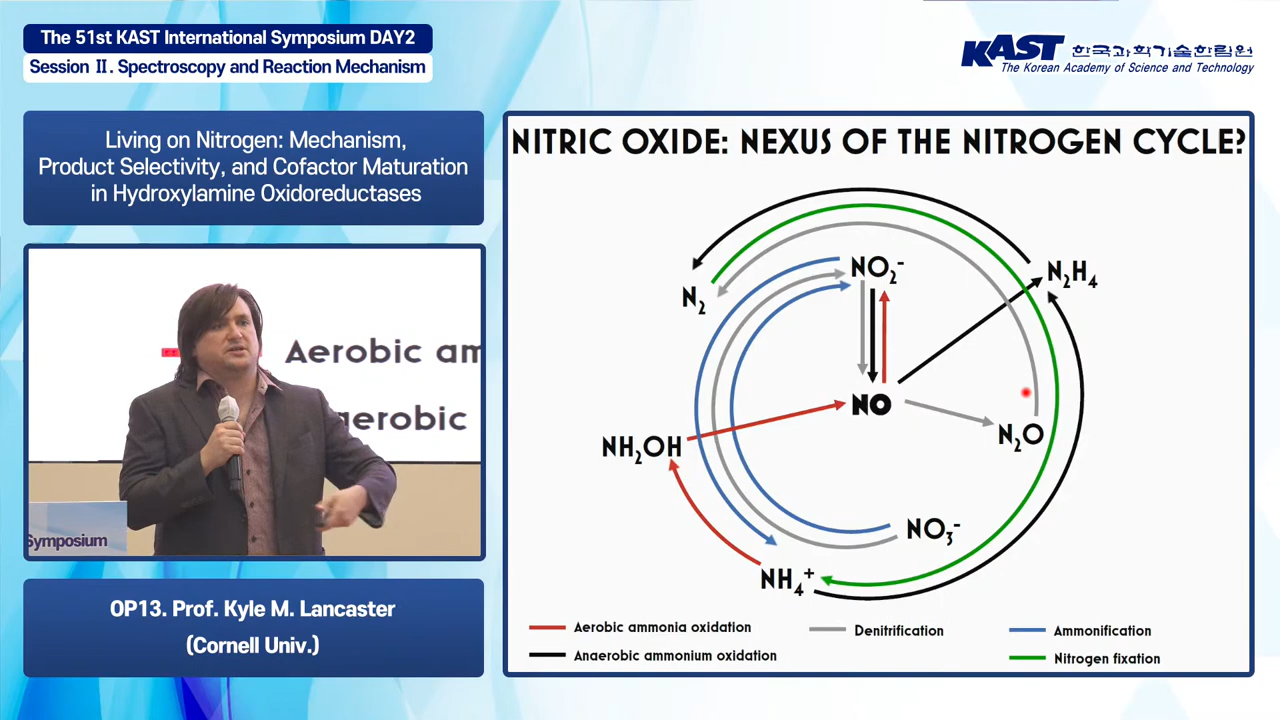 The 51st KAST International Symposium DAY2
Session Ⅱ. Spectroscopy and Reaction Mechanism
KAST 한국과학기술한림원
The Korean Academy of Science and Technology
Living on Nitrogen: Mechanism,
Product Selectivity, and Cofactor Maturation
in Hydroxylamine Oxidoreductases
Aerobic am
aerobic
Symposium
OP13. Prof. Kyle M. Lancaster
(Cornell Univ.)
NITRIC OXIDE: NEXUS OF THE NITROGEN CYCLE?
NO₂⁻
N₂H₄
N₂
NO
NH₂OH
N₂O
NO₃⁻
NH₄⁺
Aerobic ammonia oxidation
Denitrification
Ammonification
Anaerobic ammonium oxidation
Nitrogen fixation